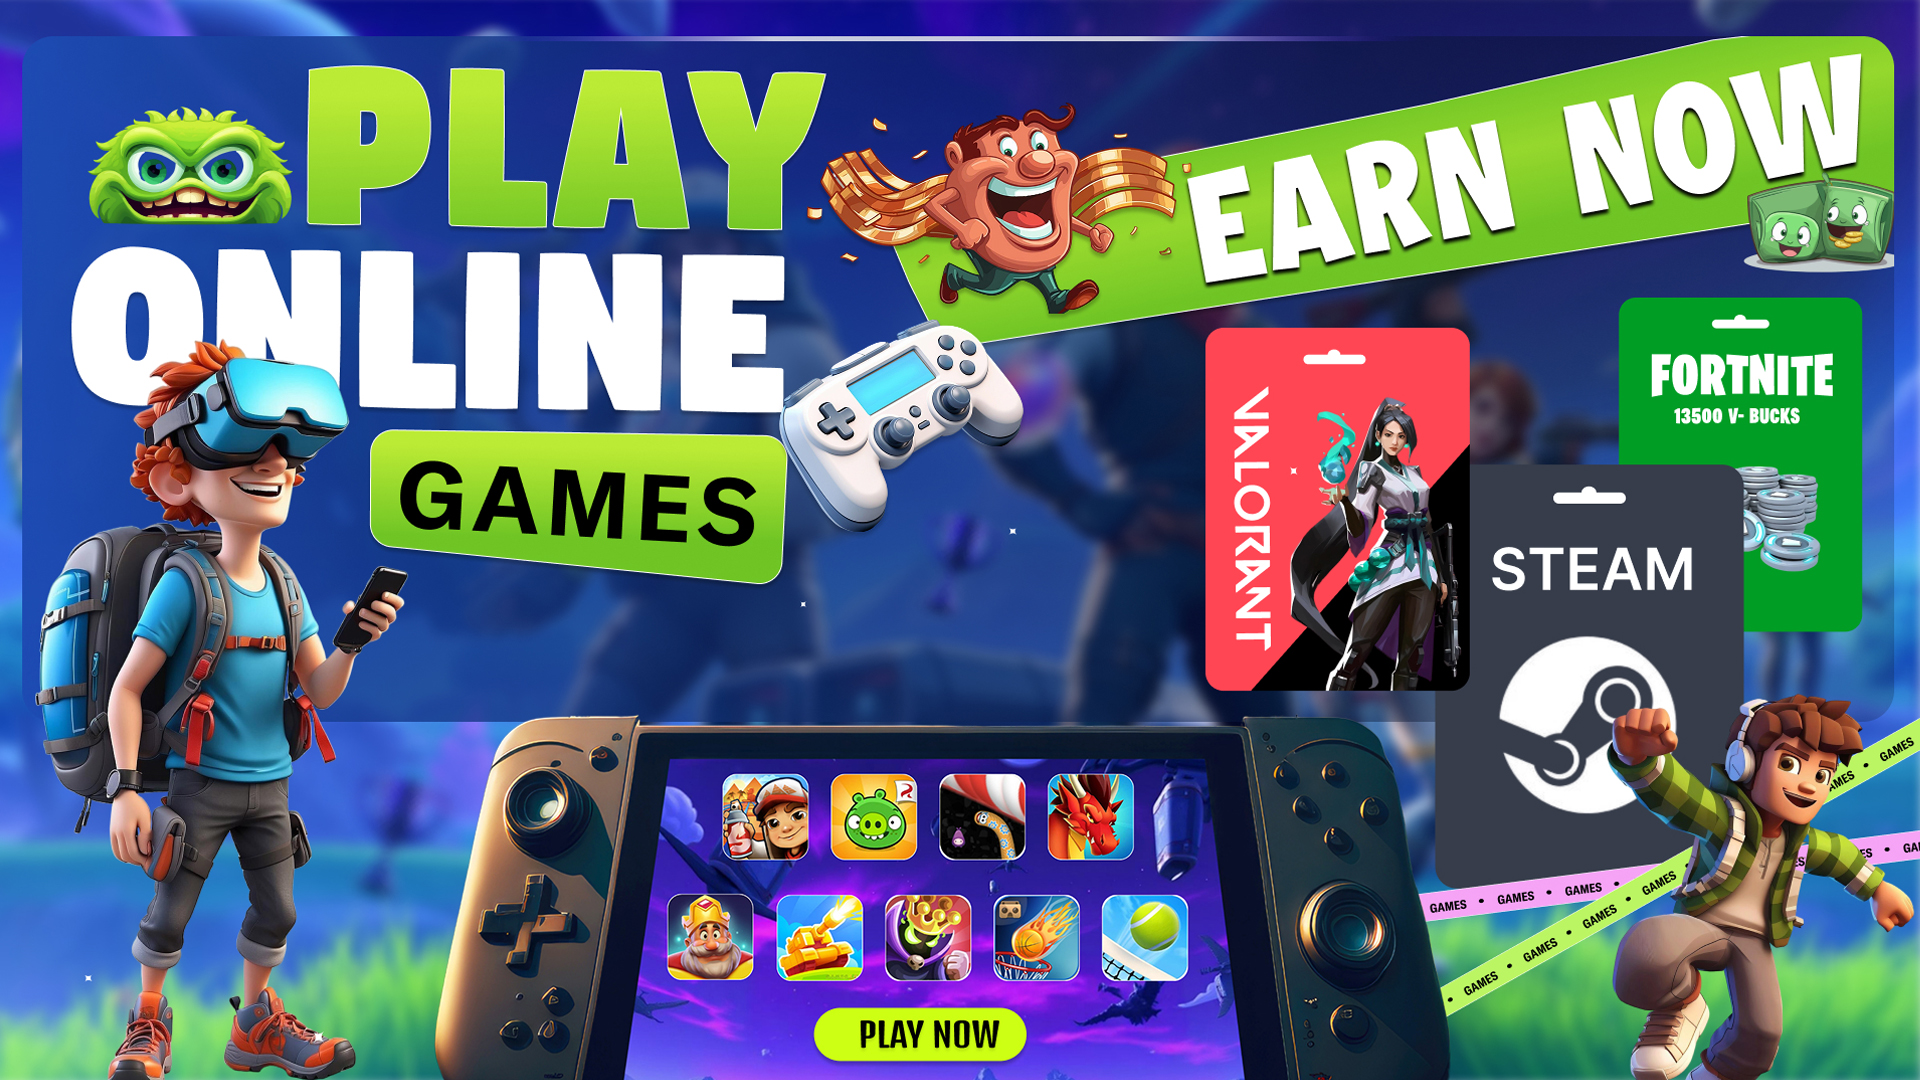 PLAY
ONLINE
GAMES
EARN NOW
VALORANT
FORTNITE
13500 V- BUCKS
STEAM
PLAY NOW
GAMES • GAMES • GAMES •
• GAMES • GAMES • GAMES • GAMES
• GAMES